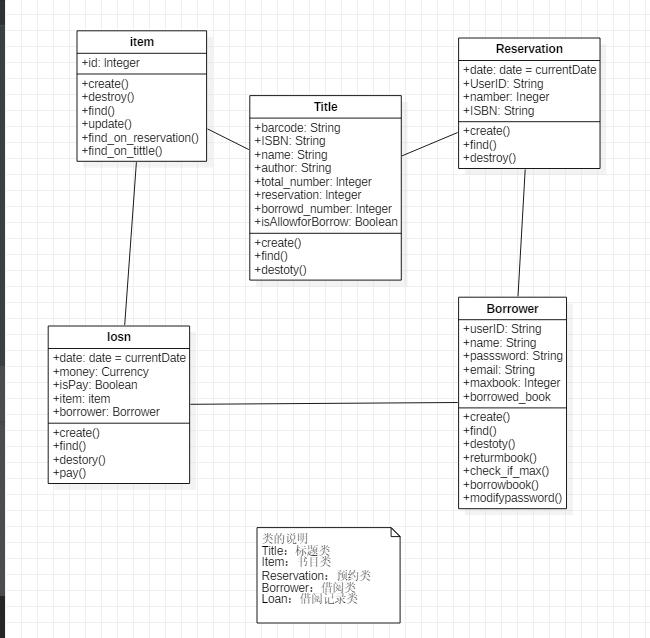 item
+id: Integer
+create()
+destroy()
+find()
+update()
+find_on_reservation()
+find_on_tittle()
Title
+barcode: String
+ISBN: String
+name: String
+author: String
+total_number: Integer
+reservation: Integer
+borrowd_number: Integer
+isAllowforBorrow: Boolean
+create()
+find()
+destoty()
Reservation
+date: date = currentDate
+UserID: String
+namber: Ineger
+ISBN: String
+create()
+find()
+destroy()
losn
+date: date = currentDate
+money: Currency
+isPay: Boolean
+item: item
+borrower: Borrower
+create()
+find()
+destory()
+pay()
Borrower
+userID: String
+name: String
+passsword: String
+email: String
+maxbook: Integer
+borrowed_book
+create()
+find()
+destoty()
+returmbook()
+check_if_max()
+borrowbook()
+modifypassword()
类的说明
Title：标题类
Item：书目类
Reservation：预约类
Borrower：借阅类
Loan：借阅记录类